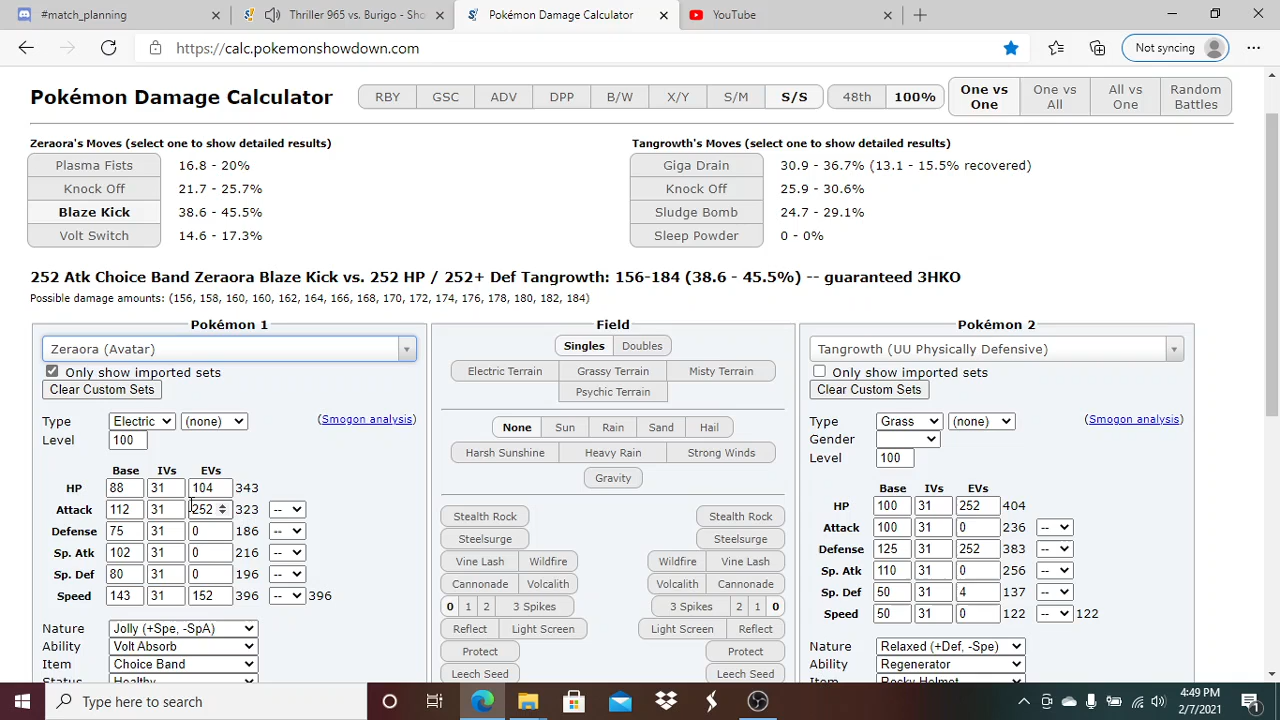 #match_planning
Thriller 965 vs. Burigo - Sho
Pokémon Damage Calculator
YouTube
https://calc.pokemonshowdown.com
Not syncing
Pokémon Damage Calculator
RBY GSC ADV DPP B/W X/Y S/M S/S 48th 100% One vs One One vs All All vs One Random Battles
Zeraora's Moves (select one to show detailed results)
Plasma Fists 16.8 - 20%
Knock Off 21.7 - 25.7%
Blaze Kick 38.6 - 45.5%
Volt Switch 14.6 - 17.3%
Tangrowth's Moves (select one to show detailed results)
Giga Drain 30.9 - 36.7% (13.1 - 15.5% recovered)
Knock Off 25.9 - 30.6%
Sludge Bomb 24.7 - 29.1%
Sleep Powder 0 - 0%
252 Atk Choice Band Zeraora Blaze Kick vs. 252 HP / 252+ Def Tangrowth: 156-184 (38.6 - 45.5%) -- guaranteed 3HKO
Possible damage amounts: (156, 158, 160, 160, 162, 164, 166, 168, 170, 172, 174, 176, 178, 180, 182, 184)
Pokémon 1
Zeraora (Avatar)
Only show imported sets
Clear Custom Sets
Type Electric (none) (Smogon analysis)
Level 100
Base IVs EVs
HP 88 31 104 343
Attack 112 31 252 323 --
Defense 75 31 0 186 --
Sp. Atk 102 31 0 216 --
Sp. Def 80 31 0 196 --
Speed 143 31 152 396 -- 396
Nature Jolly (+Spe, -SpA)
Ability Volt Absorb
Item Choice Band
Status Healthy
Field
Singles Doubles
Electric Terrain Grassy Terrain Misty Terrain
Psychic Terrain
None Sun Rain Sand Hail
Harsh Sunshine Heavy Rain Strong Winds
Gravity
Stealth Rock Stealth Rock
Steelsurge Steelsurge
Vine Lash Wildfire Wildfire Vine Lash
Cannonade Volcalith Volcalith Cannonade
0 1 2 3 Spikes 3 Spikes 2 1 0
Reflect Light Screen Light Screen Reflect
Protect Protect
Leech Seed Leech Seed
Pokémon 2
Tangrowth (UU Physically Defensive)
Only show imported sets
Clear Custom Sets
Type Grass (none) (Smogon analysis)
Gender
Level 100
Base IVs EVs
HP 100 31 252 404
Attack 100 31 0 236 --
Defense 125 31 252 383 --
Sp. Atk 110 31 0 256 --
Sp. Def 50 31 4 137 --
Speed 50 31 0 122 -- 122
Nature Relaxed (+Def, -Spe)
Ability Regenerator
Item Rocky Helmet
Type here to search
4:49 PM
2/7/2021
1